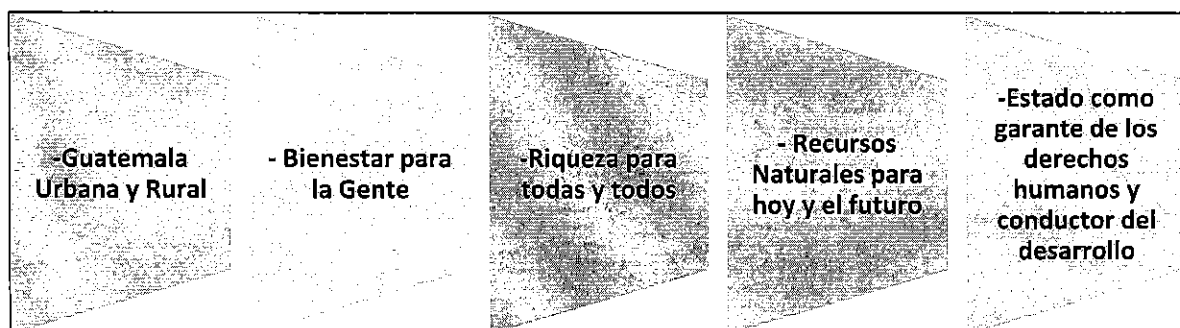 -Guatemala
Urbana y Rural
- Bienestar para
la Gente
-Riqueza para
todas y todos
- Recursos
Naturales para
hoy y el futuro
-Estado como
garante de los
derechos
humanos y
conductor del
desarrollo